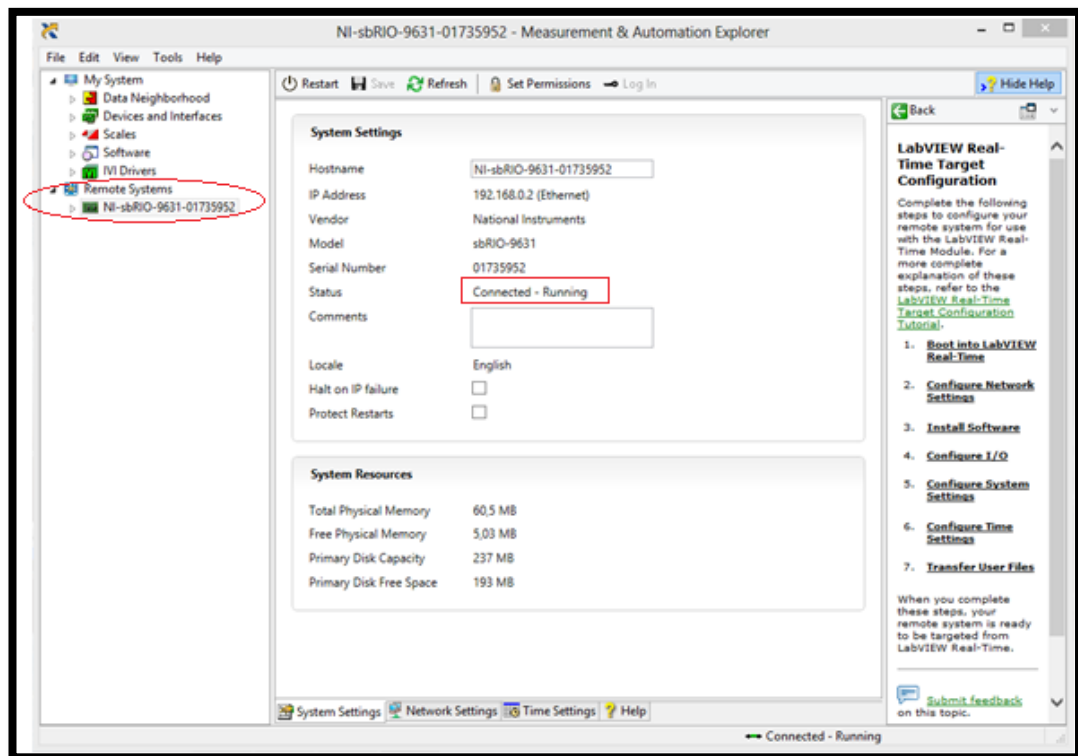 NI-sbRIO-9631-01735952 - Measurement & Automation Explorer
File Edit View Tools Help
My System
Data Neighborhood
Devices and Interfaces
Scales
Software
IVI Drivers
Remote Systems
NI-sbRIO-9631-01735952
Restart Save Refresh Set Permissions Log In Hide Help
System Settings
Hostname NI-sbRIO-9631-01735952
IP Address 192.168.0.2 (Ethernet)
Vendor National Instruments
Model sbRIO-9631
Serial Number 01735952
Status Connected - Running
Comments
Locale English
Halt on IP failure
Protect Restarts
System Resources
Total Physical Memory 60,5 MB
Free Physical Memory 5,03 MB
Primary Disk Capacity 237 MB
Primary Disk Free Space 193 MB
System Settings Network Settings Time Settings Help
Back
LabVIEW Real-
Time Target
Configuration
Complete the following
steps to configure your
remote system for use
with the LabVIEW Real-
Time Module. For a
more complete
explanation of these
steps, refer to the
LabVIEW Real-Time
Target Configuration
Tutorial.
1. Boot into LabVIEW
Real-Time
2. Configure Network
Settings
3. Install Software
4. Configure I/O
5. Configure System
Settings
6. Configure Time
Settings
7. Transfer User Files
When you complete
these steps, your
remote system is ready
to be targeted from
LabVIEW Real-Time.
Submit feedback
on this topic.
Connected - Running